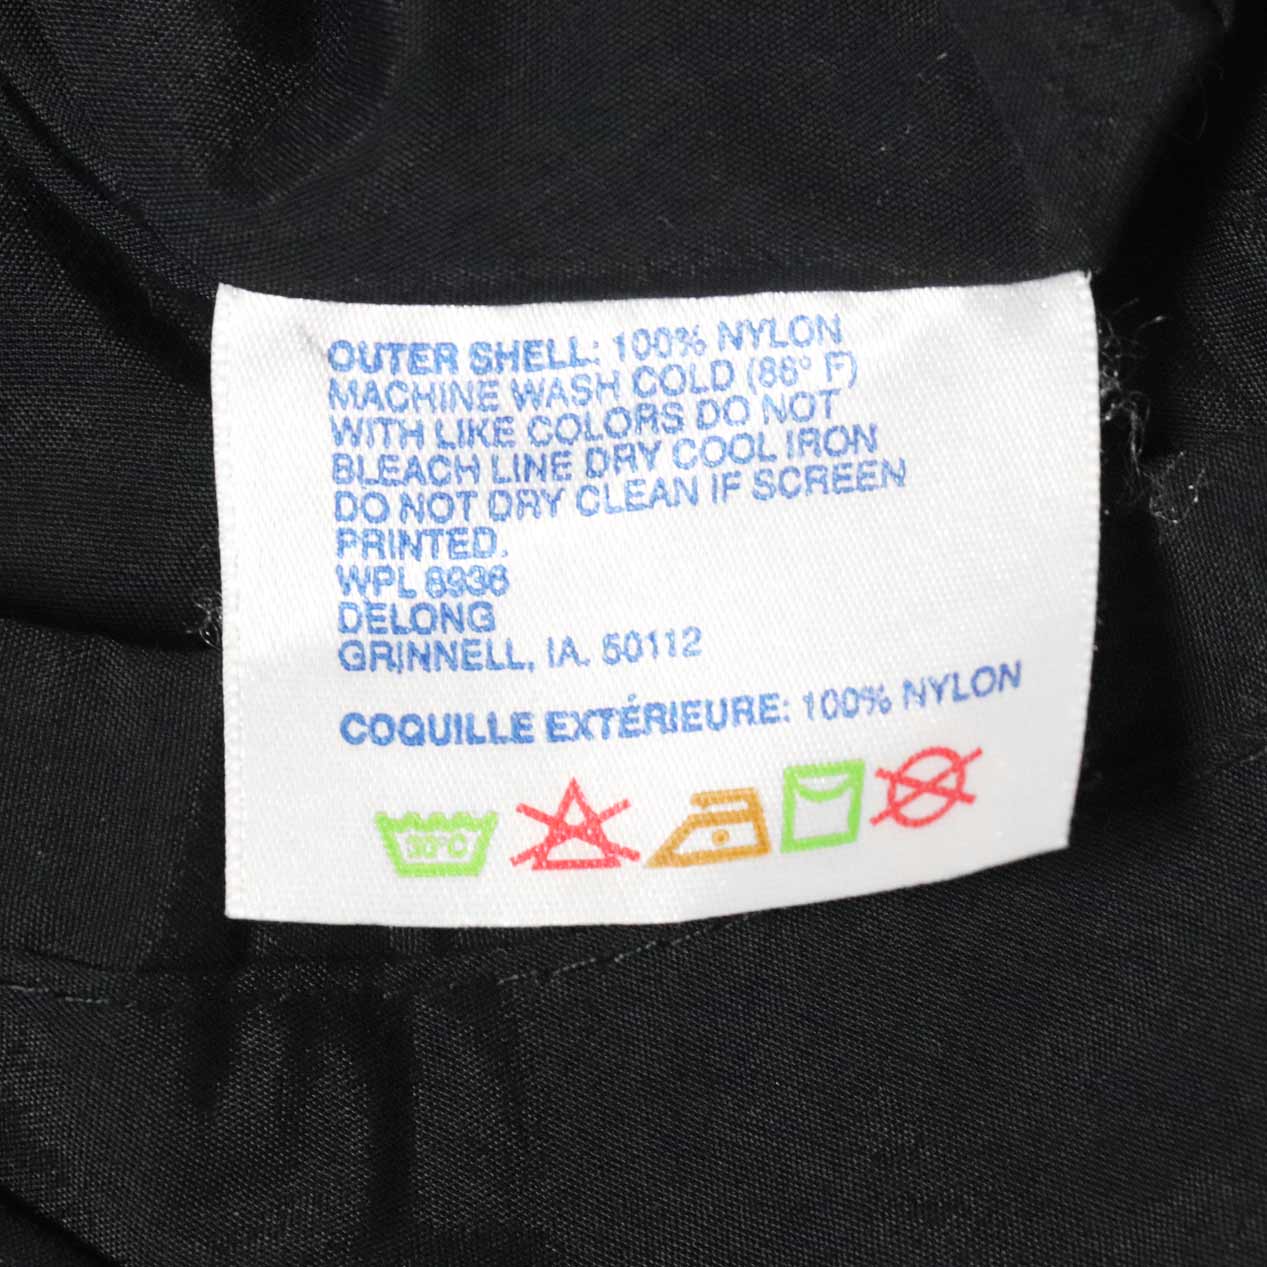 OUTER SHELL: 100% NYLON
MACHINE WASH COLD (86° F)
WITH LIKE COLORS DO NOT
BLEACH LINE DRY COOL IRON
DO NOT DRY CLEAN IF SCREEN
PRINTED.
WPL 8936
DELONG
GRINNELL, IA. 50112
COQUILLE EXTÉRIEURE: 100% NYLON
30°C